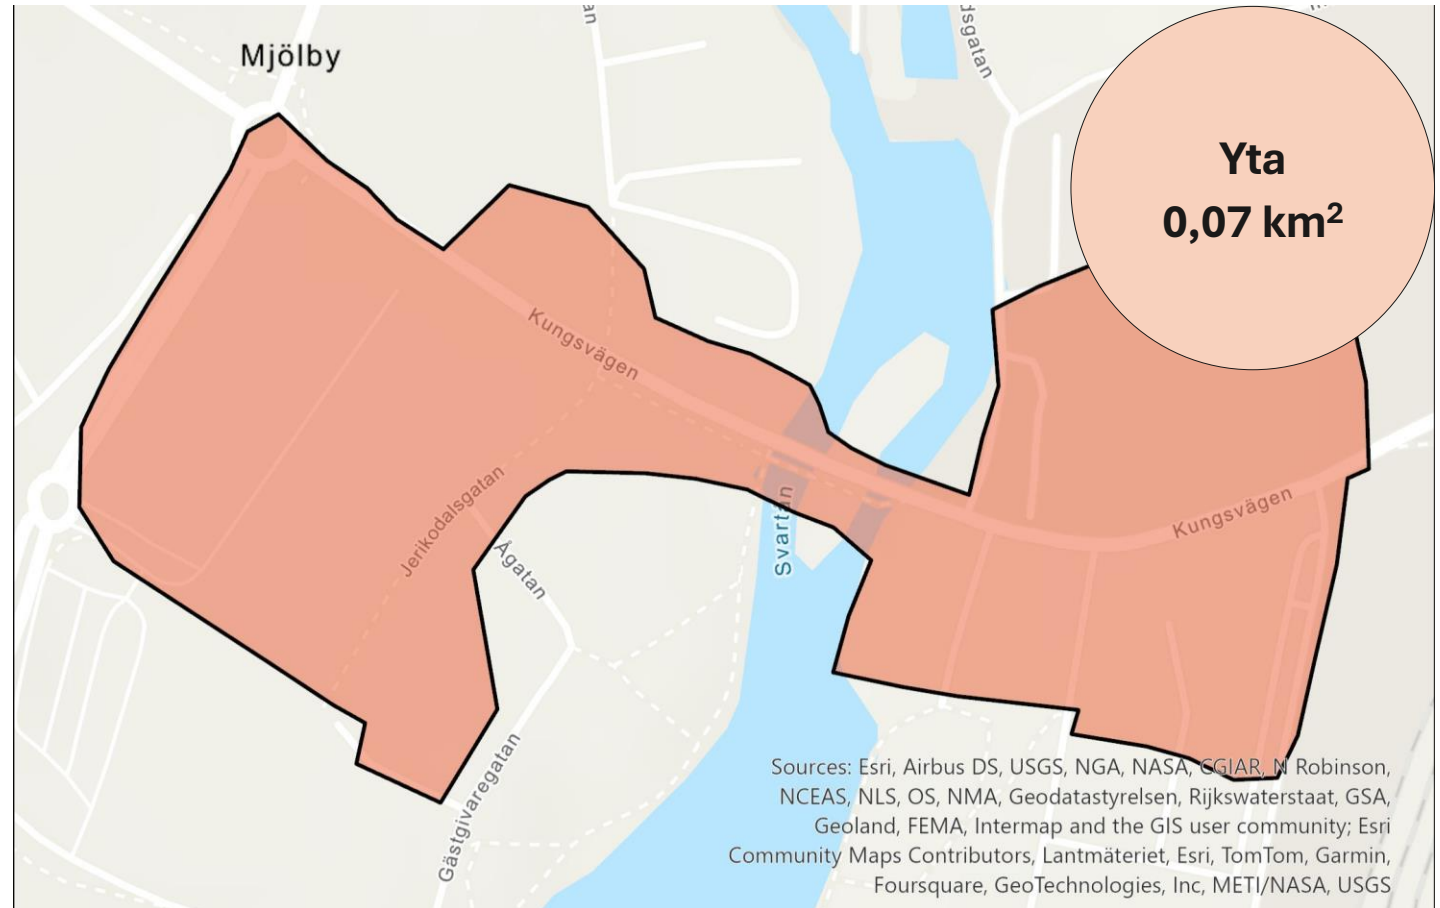 Mjölby
Yta
0,07 km²
Kungsvägen
Jerikodalsgatan
Ågatan
Svartån
Kungsvägen
Gästgivaregatan
Sources: Esri, Airbus DS, USGS, NGA, NASA, CGIAR, N Robinson,
NCEAS, NLS, OS, NMA, Geodatastyrelsen, Rijkswaterstaat, GSA,
Geoland, FEMA, Intermap and the GIS user community; Esri
Community Maps Contributors, Lantmäteriet, Esri, TomTom, Garmin,
Foursquare, GeoTechnologies, Inc, METI/NASA, USGS